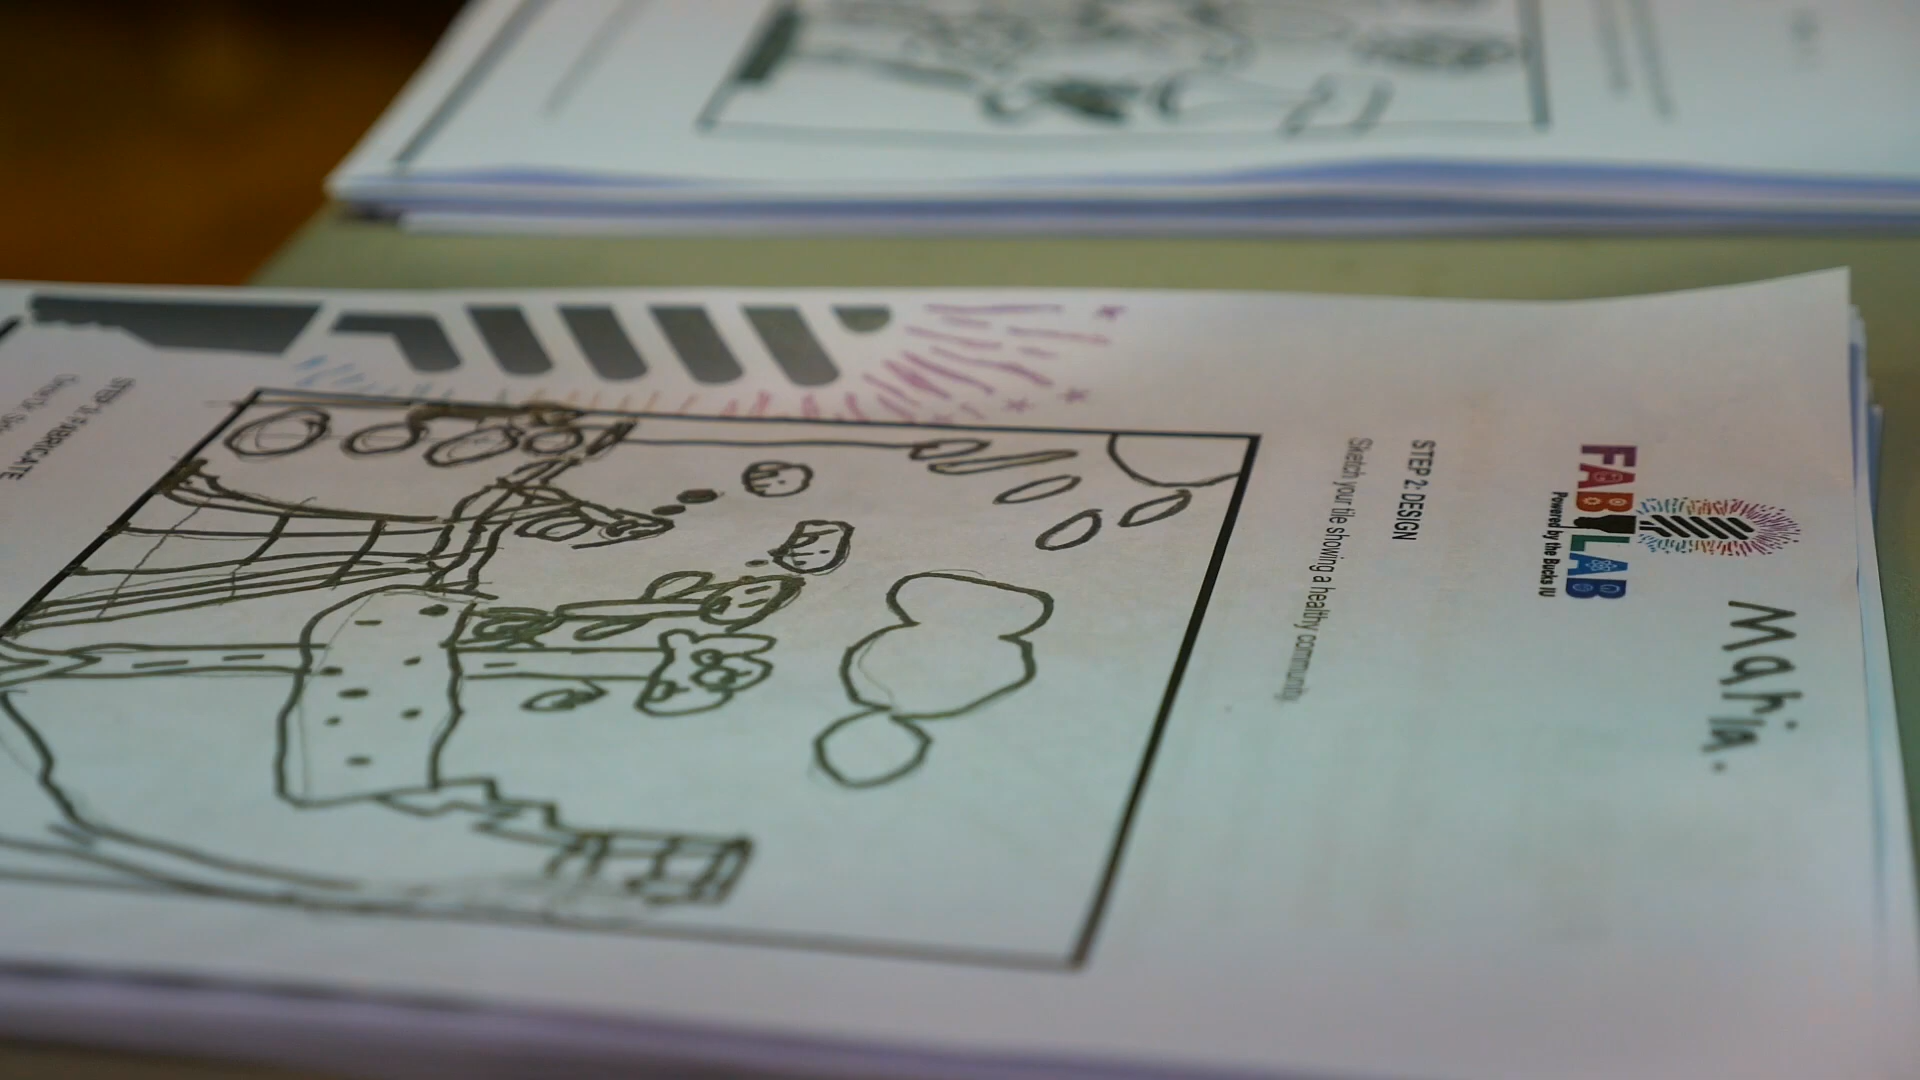 Mahia.
FAB LAB
Powered by the Bucks IU
STEP 2: DESIGN
Sketch your tile showing a healthy community.
STEP 3: FABRICATE